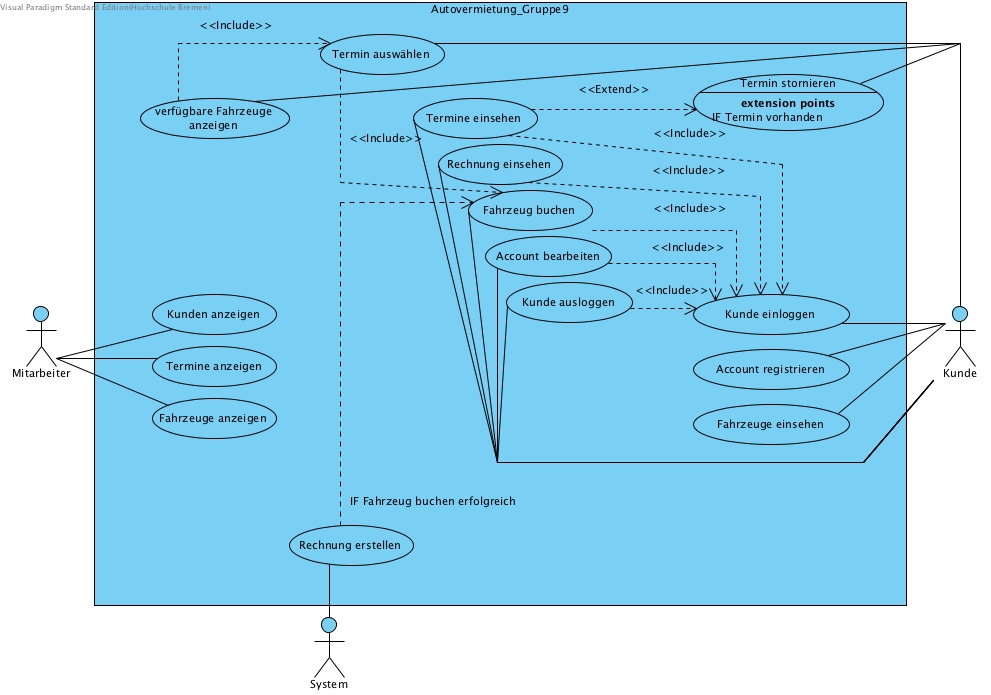 Visual Paradigm Standard Edition(Hochschule Bremen)
Autovermietung_Gruppe9
<<Include>>
Termin auswählen
Termin stornieren
extension points
IF Termin vorhanden
<<Extend>>
verfügbare Fahrzeuge
anzeigen
Termine einsehen
<<Include>>
<<Include>>
Rechnung einsehen
<<Include>>
Fahrzeug buchen
<<Include>>
Account bearbeiten
<<Include>>
Kunde ausloggen
<<Include>>
Kunde einloggen
Kunden anzeigen
Termine anzeigen
Account registrieren
Mitarbeiter
Kunde
Fahrzeuge anzeigen
Fahrzeuge einsehen
IF Fahrzeug buchen erfolgreich
Rechnung erstellen
System